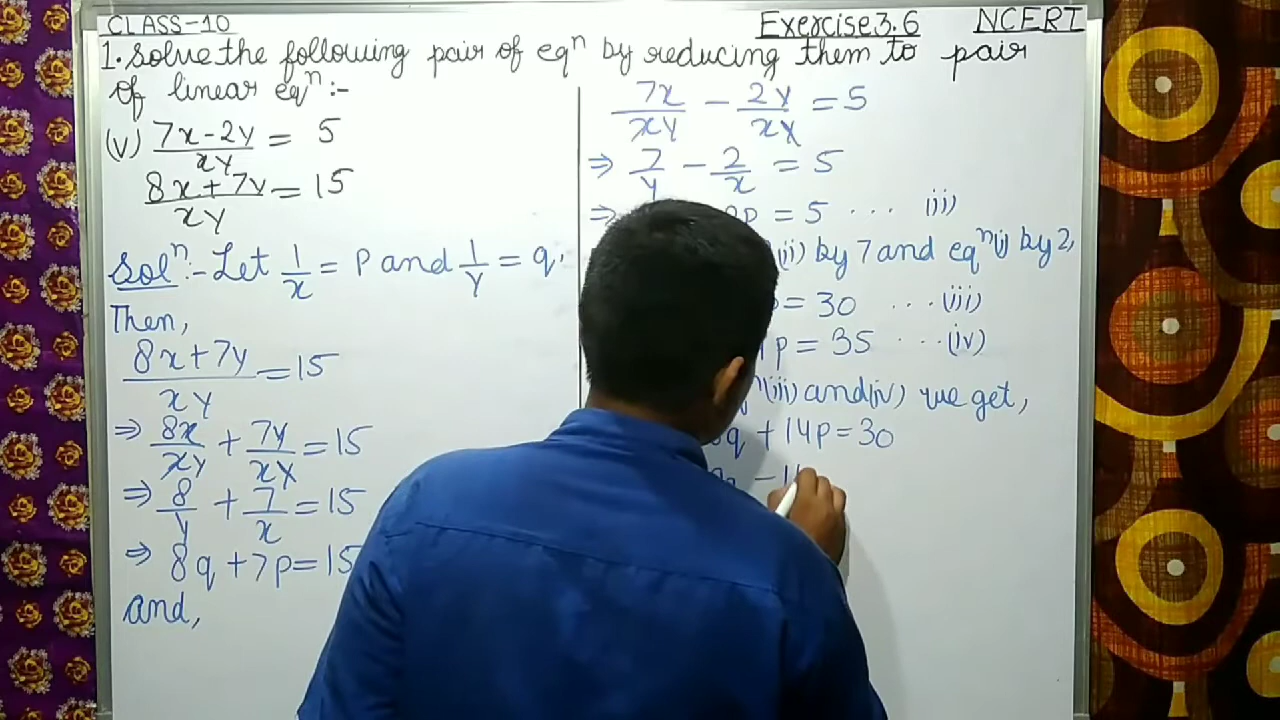 CLASS-10 Exercise 3.6 NCERT
1. Solve the following pair of eqⁿ by reducing them to pair
of linear eqⁿ :-
(v) 7x-2y/xy = 5
8x+7y/xy = 15
Solⁿ:- Let 1/x = p and 1/y = q.
Then,
8x+7y/xy = 15
⇒ 8x/xy + 7y/xy = 15
⇒ 8/y + 7/x = 15
⇒ 8q + 7p = 15
and,
7x/xy - 2y/xy = 5
⇒ 7/y - 2/x = 5
⇒ = 5 ... (ii)
(ii) by 7 and eqⁿ(i) by 2,
= 30 ... (iii)
p = 35 ... (iv)
(iii) and (iv) we get,
q + 14p = 30
-